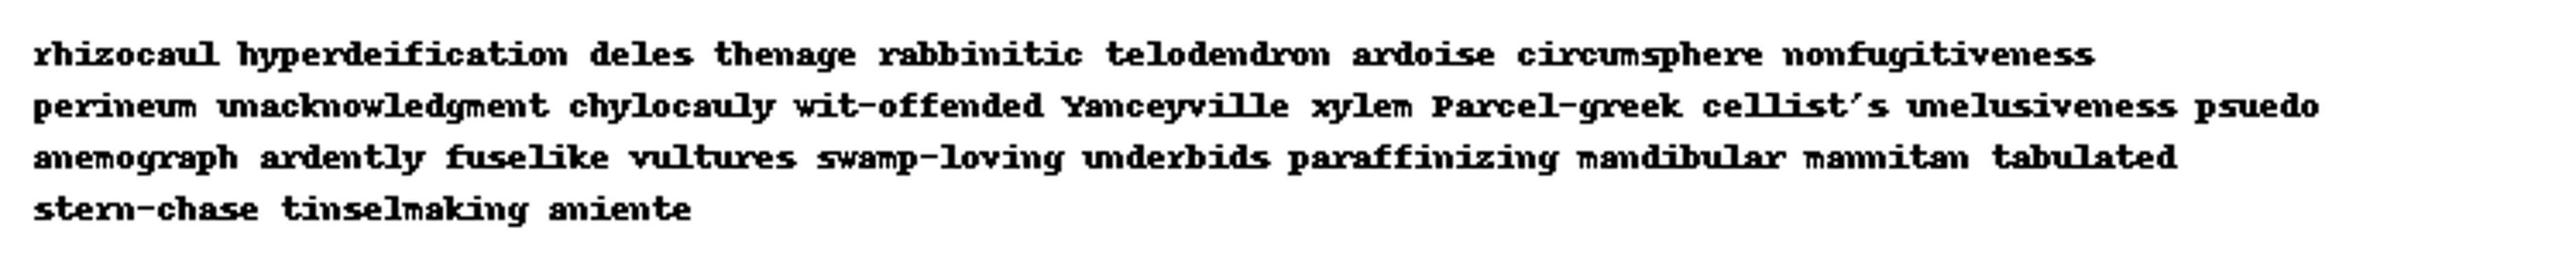 rhizocaul hyperdeification deles thenage rabbinitic telodendron ardoise circumsphere nonfugitiveness
perineum unacknowledgment chylocauly wit-offended Yanceyville xylem Parcel-greek cellist's unelusiveness psuedo
anemograph ardently fuselike vultures swamp-loving underbids paraffinizing mandibular mannitan tabulated
stern-chase tinselmaking aniente